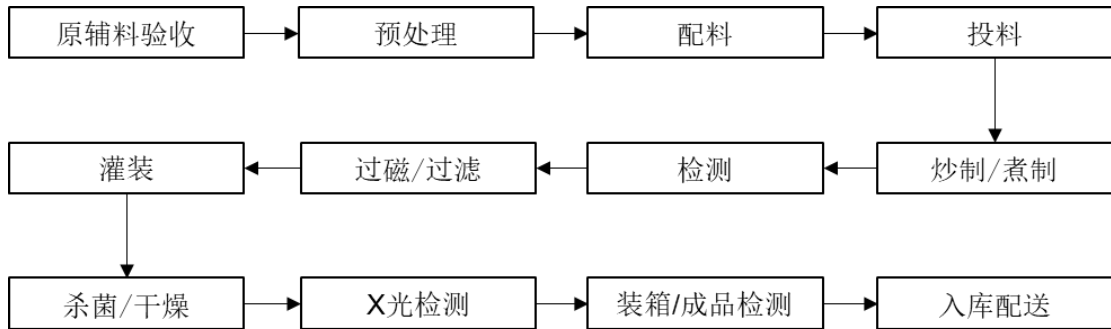 原辅料验收
预处理
配料
投料
炒制/煮制
检测
过磁/过滤
灌装
杀菌/干燥
X光检测
装箱/成品检测
入库配送